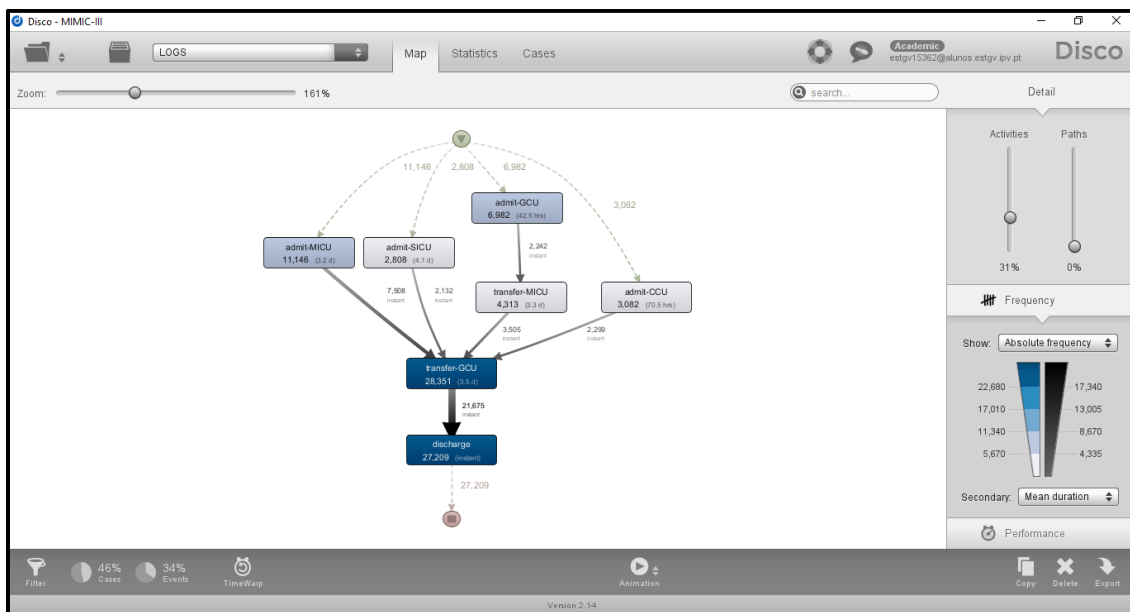 Disco - MIMIC-III
LOGS
Map
Statistics
Cases
Academic
estgv15362@alunos.estgv.ipv.pt
Disco
Zoom:
161%
search...
Detail
11,146
2,808
6,982
3,082
admit-GCU
6,982 (42.5 hrs)
admit-MICU
11,146 (3.2 d)
admit-SICU
2,808 (4.1 d)
2,242
instant
transfer-MICU
4,313 (3.3 d)
admit-CCU
3,082 (70.5 hrs)
7,508
instant
2,132
instant
3,505
instant
2,299
instant
transfer-GCU
28,351 (3.5 d)
21,675
instant
discharge
27,209 (instant)
27,209
Activities
Paths
31%
0%
Frequency
Show: Absolute frequency
22,680
17,340
17,010
13,005
11,340
8,670
5,670
4,335
Secondary: Mean duration
Performance
Filter
46%
Cases
34%
Events
TimeWarp
Animation
Copy
Delete
Export
Version 2.14